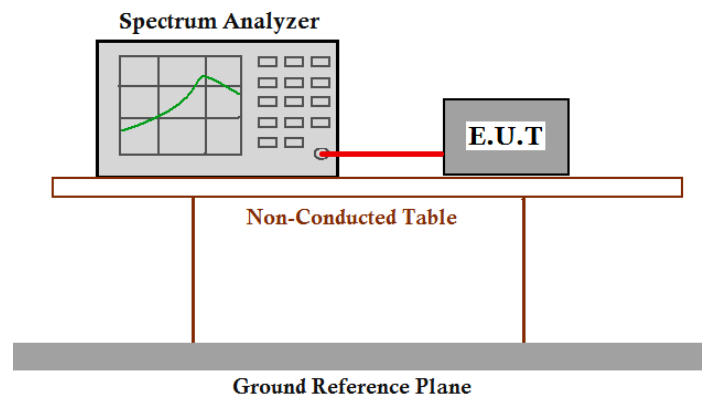 Spectrum Analyzer
E.U.T
Non-Conducted Table
Ground Reference Plane